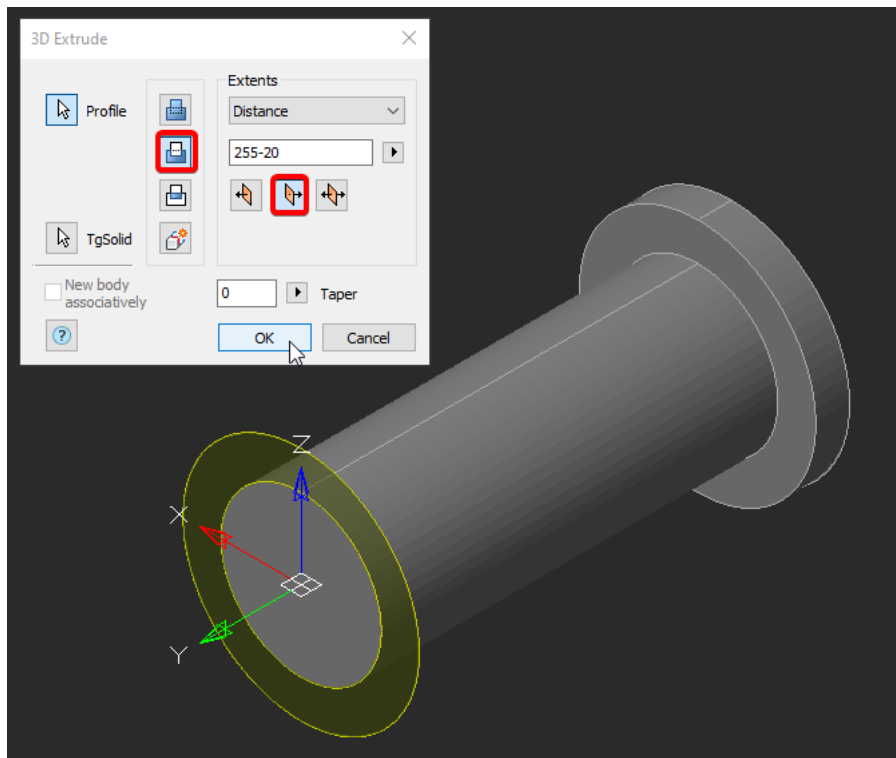 3D Extrude
Extents
Profile
Distance
255-20
TgSolid
New body
associatively
0
Taper
?
OK
Cancel
Z
X
Y